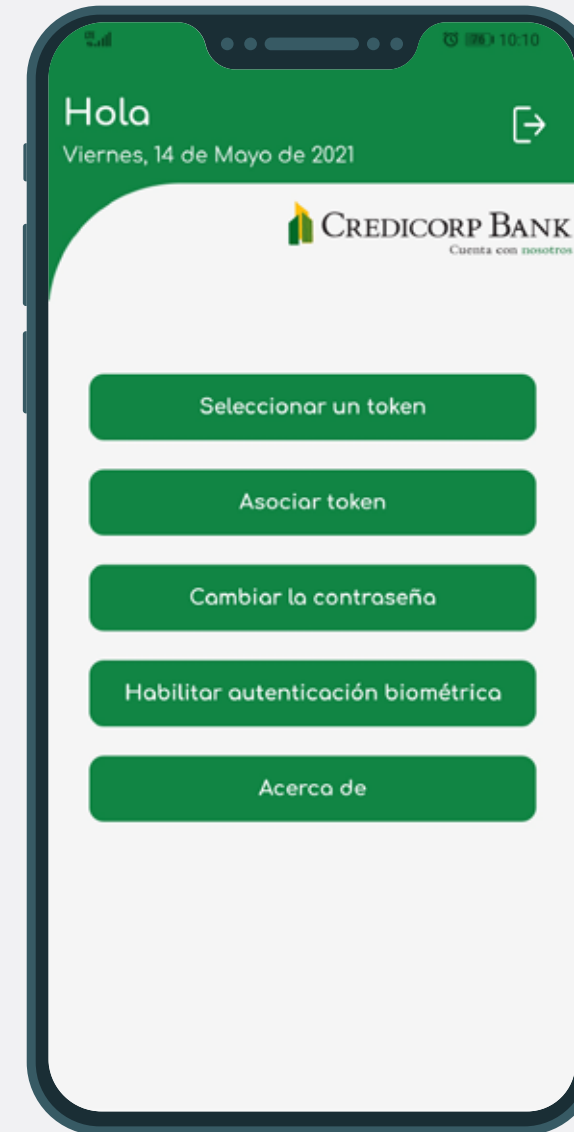 76 10:10
Hola
Viernes, 14 de Mayo de 2021
CREDICORP BANK
Cuenta con nosotros
Seleccionar un token
Asociar token
Cambiar la contraseña
Habilitar autenticación biométrica
Acerca de